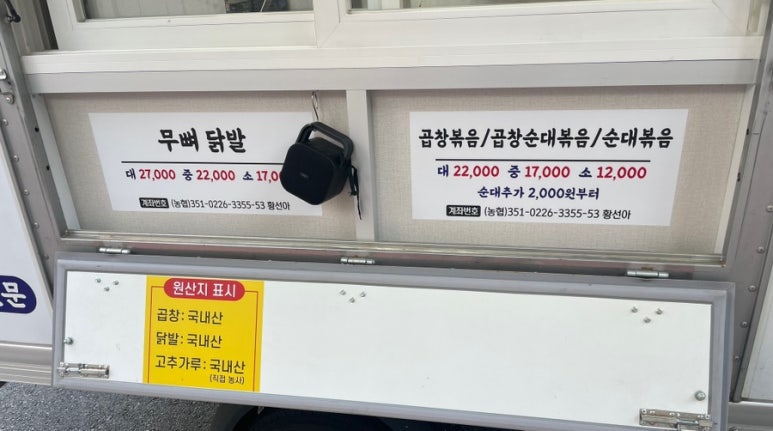 무뼈 닭발
대 27,000 중 22,000 소
계좌번호 (농협)351-0226-3355-53 황선아
곱창볶음/곱창순대볶음/순대볶음
대 22,000 중 17,000 소 12,000
순대추가 2,000원부터
계좌번호 (농협)351-0226-3355-53 황선아
원산지 표시
곱창: 국내산
닭발: 국내산
고추가루: 국내산
(직접 농사)
문